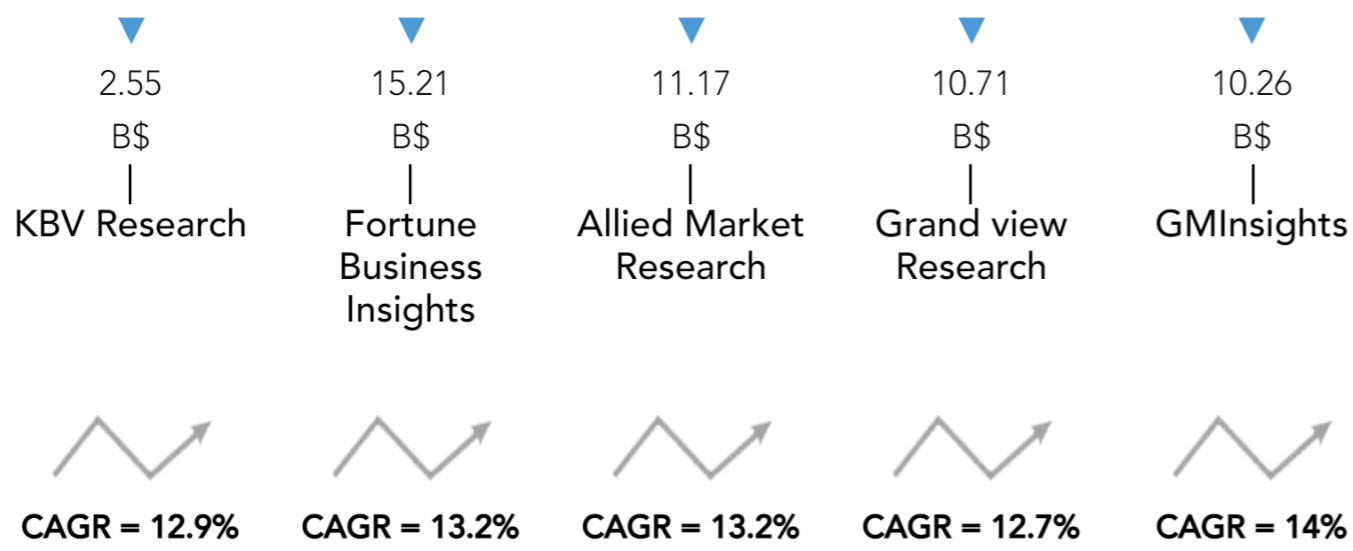 2.55
B$
KBV Research
CAGR = 12.9%
15.21
B$
Fortune
Business
Insights
CAGR = 13.2%
11.17
B$
Allied Market
Research
CAGR = 13.2%
10.71
B$
Grand view
Research
CAGR = 12.7%
10.26
B$
GMInsights
CAGR = 14%